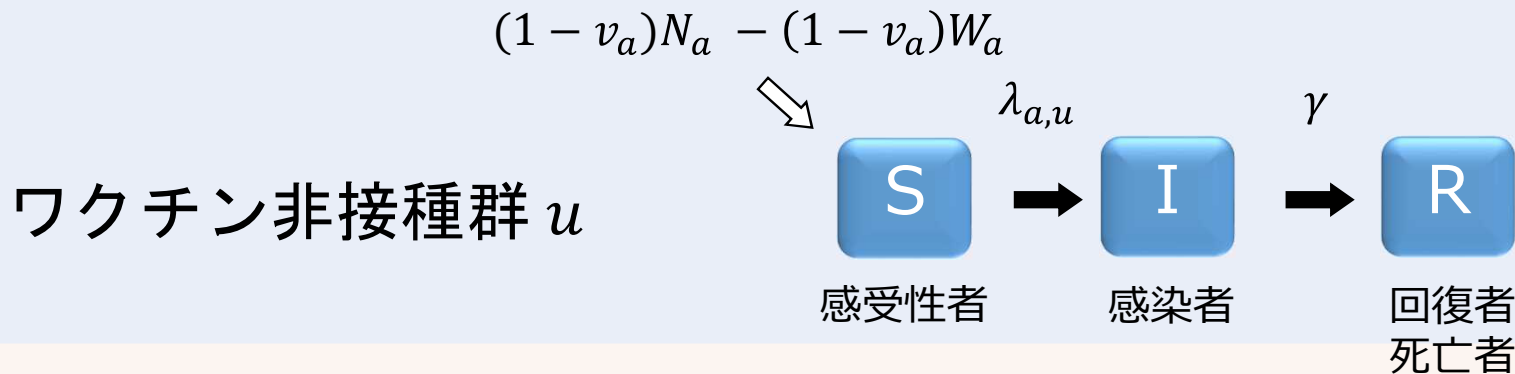 (1 − v_a)N_a − (1 − v_a)W_a
λ_{a,u} γ
ワクチン非接種群 u
S I R
感受性者 感染者 回復者
死亡者